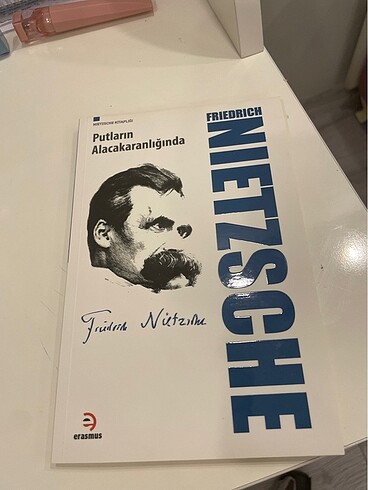 NIETZSCHE KİTAPLIĞI
Putların
Alacakaranlığında
FRIEDRICH
NIETZSCHE
Friedrich Nietzsche
erasmus